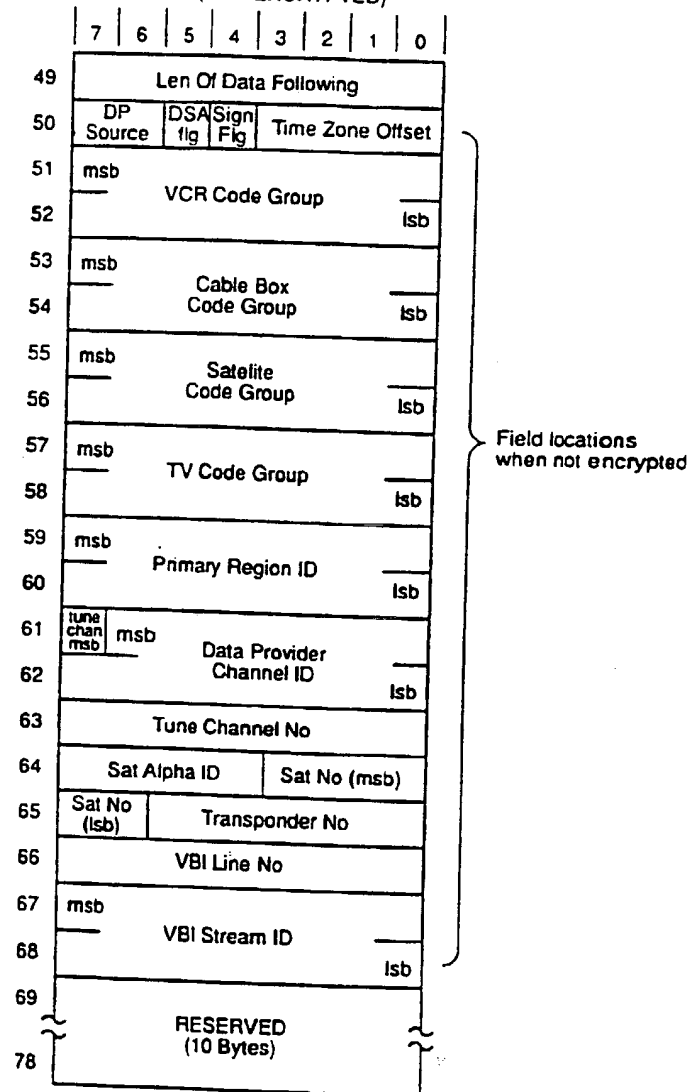 7 6 5 4 3 2 1 0
49 Len Of Data Following
50 DP Source DSA flg Sign Flg Time Zone Offset
51 msb
VCR Code Group
52 lsb
53 msb
Cable Box
54 Code Group lsb
55 msb
Satelite
56 Code Group lsb
57 msb
TV Code Group
58 lsb
Field locations
when not encrypted
59 msb
Primary Region ID
60 lsb
61 tune chan msb msb
Data Provider
62 Channel ID lsb
63 Tune Channel No
64 Sat Alpha ID Sat No (msb)
65 Sat No (lsb) Transponder No
66 VBI Line No
67 msb
VBI Stream ID
68 lsb
69
RESERVED
(10 Bytes)
78